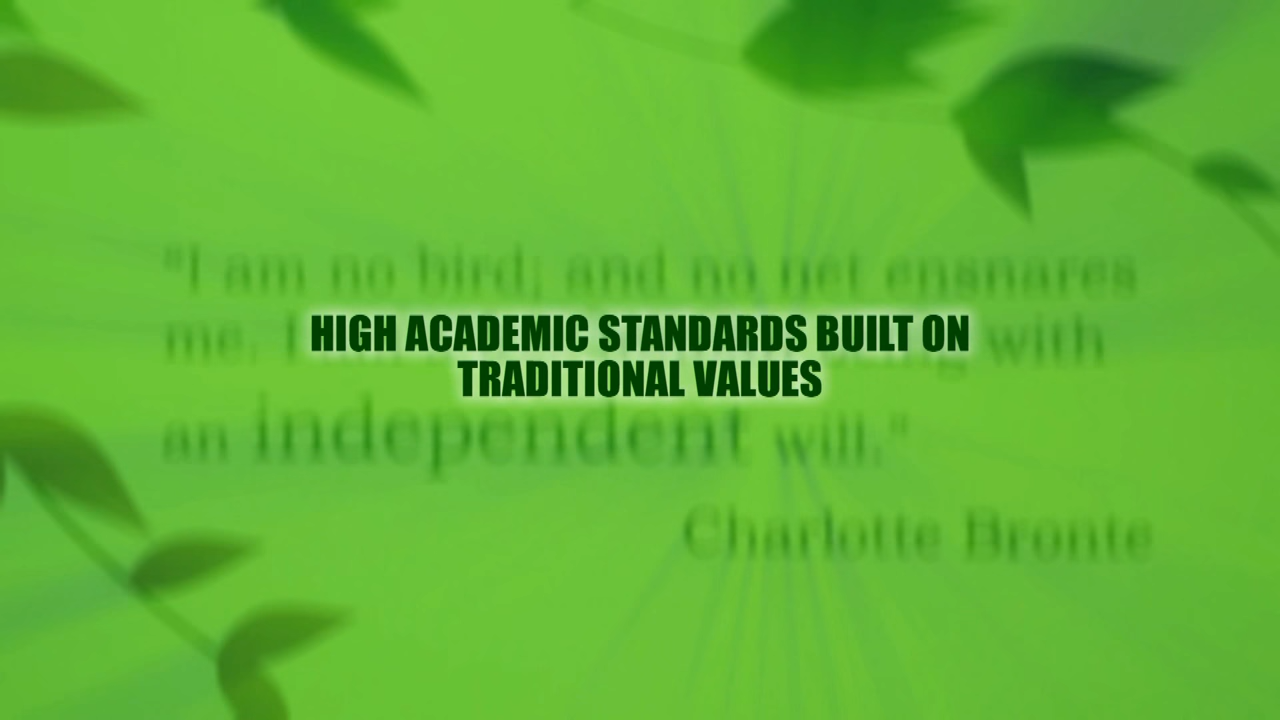 "I am no bird; and no net ensnares
HIGH ACADEMIC STANDARDS BUILT ON
me. I with
TRADITIONAL VALUES
an independent will."
Charlotte Bronte